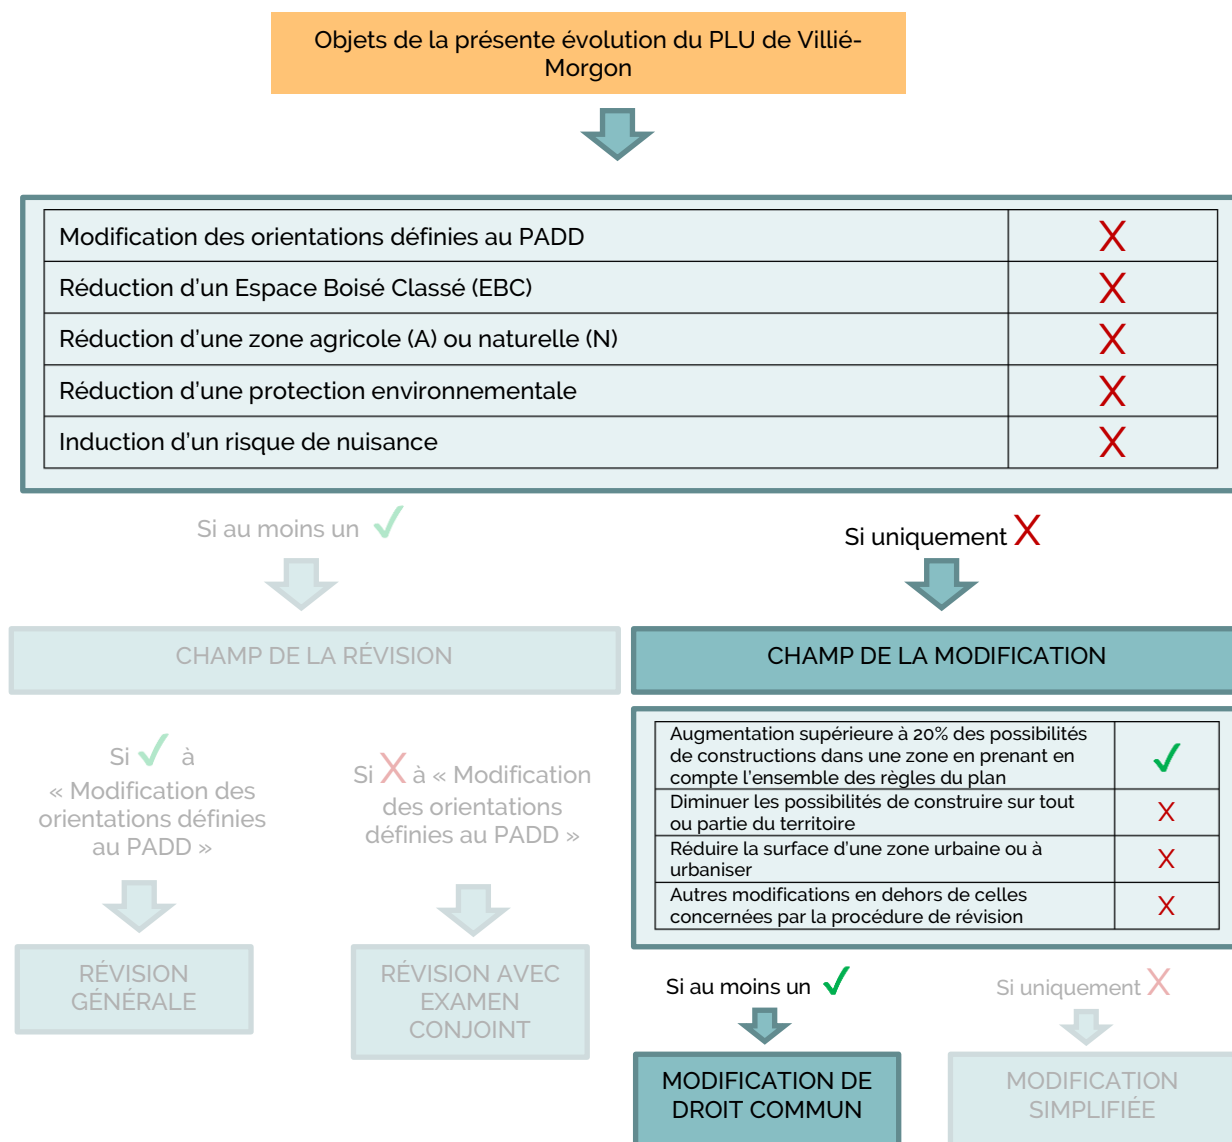 Objets de la présente évolution du PLU de Villié-
Morgon
Modification des orientations définies au PADD X
Réduction d'un Espace Boisé Classé (EBC) X
Réduction d'une zone agricole (A) ou naturelle (N) X
Réduction d'une protection environnementale X
Induction d'un risque de nuisance X
Si au moins un ✓
Si uniquement X
CHAMP DE LA RÉVISION
CHAMP DE LA MODIFICATION
Si ✓ à
« Modification des
orientations définies
au PADD »
Si X à « Modification
des orientations
définies au PADD »
RÉVISION
GÉNÉRALE
RÉVISION AVEC
EXAMEN
CONJOINT
Augmentation supérieure à 20% des possibilités
de constructions dans une zone en prenant en
compte l'ensemble des règles du plan ✓
Diminuer les possibilités de construire sur tout
ou partie du territoire X
Réduire la surface d'une zone urbaine ou à
urbaniser X
Autres modifications en dehors de celles
concernées par la procédure de révision X
Si au moins un ✓
Si uniquement X
MODIFICATION DE
DROIT COMMUN
MODIFICATION
SIMPLIFIÉE